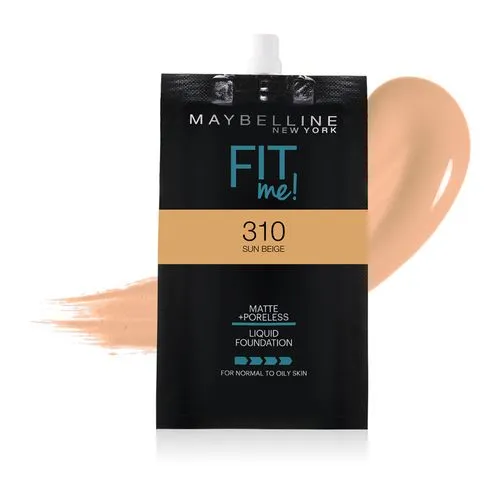 MAYBELLINE
NEW YORK
FIT
me!
310
SUN BEIGE
MATTE
+PORELESS
LIQUID
FOUNDATION
FOR NORMAL TO OILY SKIN